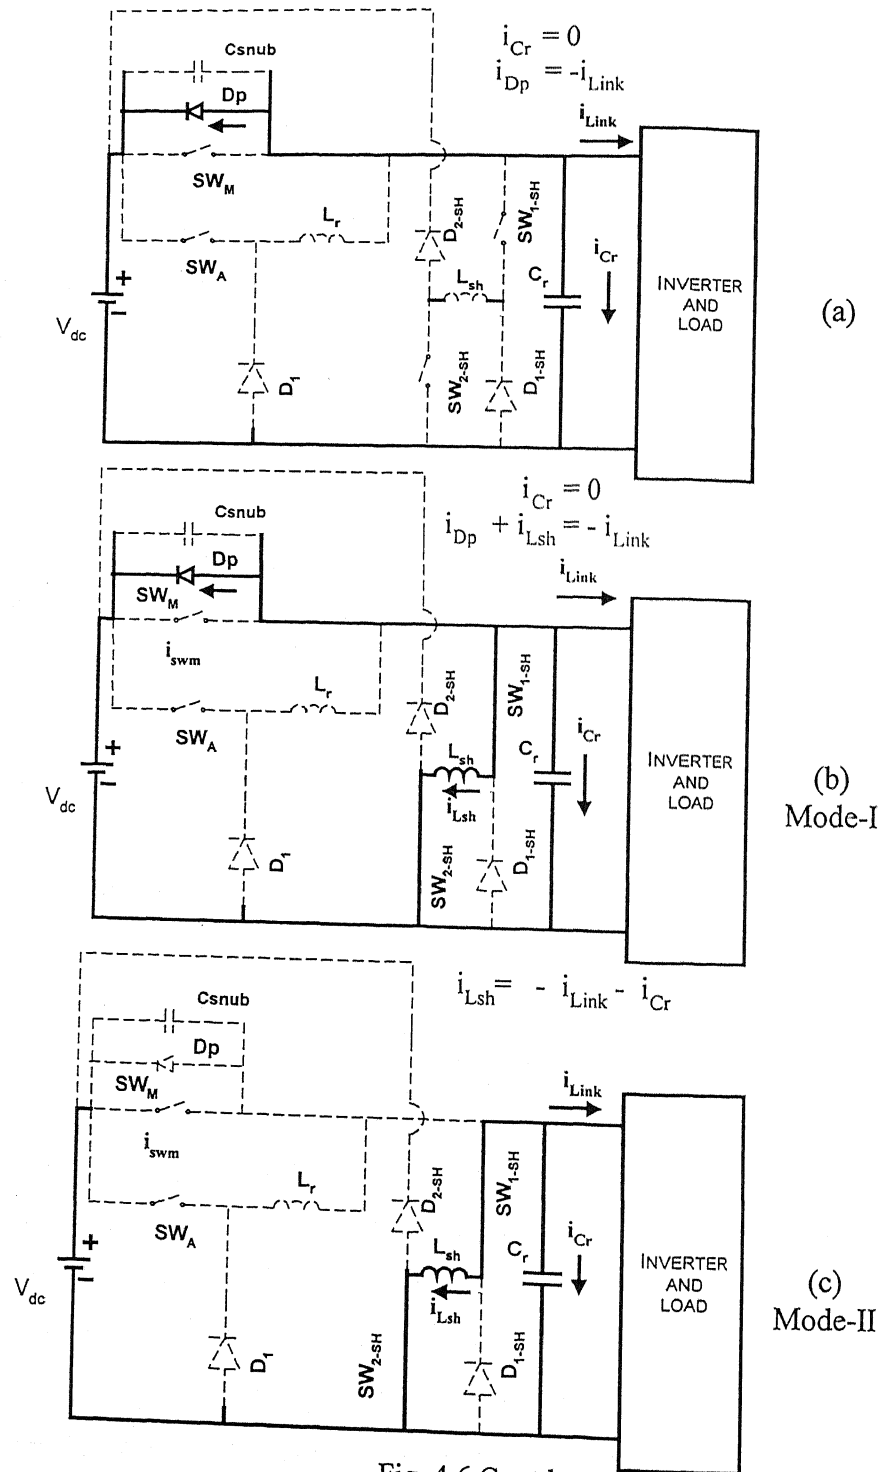 i_Cr = 0
i_Dp = -i_Link
Csnub
Dp
i_Link
SW_M
L_r
SW_A
D_2-SH
SW_1-SH
L_sh
C_r
i_Cr
INVERTER
AND
LOAD
(a)
+
-
V_dc
D_1
SW_2-SH
D_1-SH
i_Cr = 0
i_Dp + i_Lsh = - i_Link
Csnub
Dp
i_Link
SW_M
i_swm
L_r
SW_A
D_2-SH
SW_1-SH
L_sh
i_Lsh
C_r
i_Cr
INVERTER
AND
LOAD
(b)
Mode-I
+
-
V_dc
D_1
SW_2-SH
D_1-SH
i_Lsh = - i_Link - i_Cr
Csnub
Dp
i_Link
SW_M
i_swm
L_r
SW_A
D_2-SH
SW_1-SH
L_sh
i_Lsh
C_r
i_Cr
INVERTER
AND
LOAD
(c)
Mode-II
+
-
V_dc
D_1
SW_2-SH
D_1-SH
Fig. 4.6